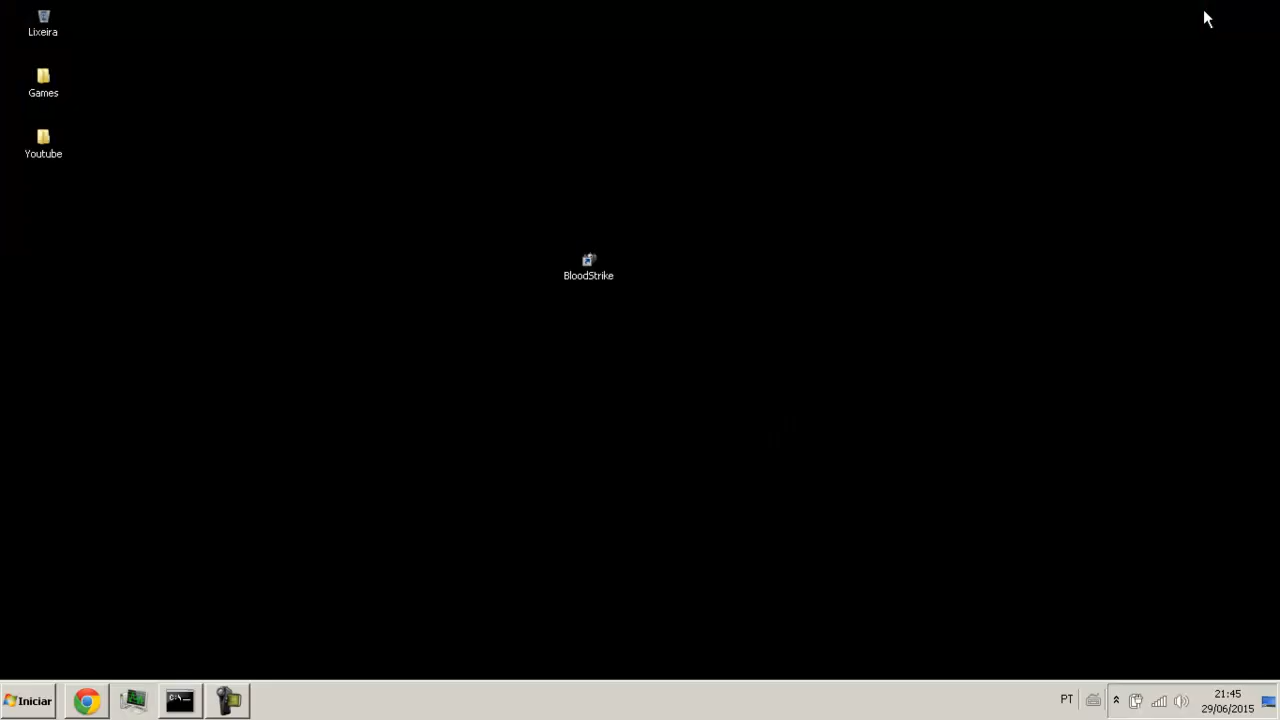 Lixeira
Games
Youtube
BloodStrike
Iniciar
C:\_
PT
21:45
29/06/2015